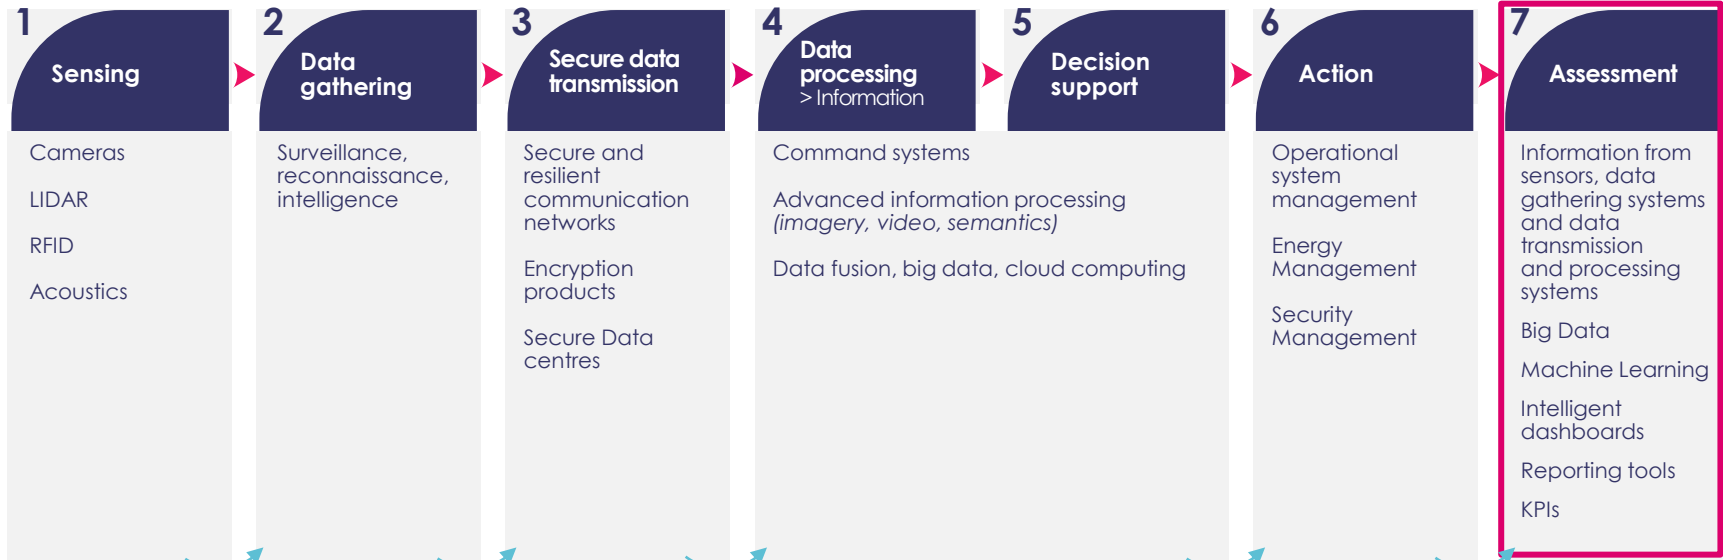 1
Sensing
Cameras
LIDAR
RFID
Acoustics
2
Data
gathering
Surveillance,
reconnaissance,
intelligence
3
Secure data
transmission
Secure and
resilient
communication
networks
Encryption
products
Secure Data
centres
4
Data
processing
> Information
5
Decision
support
Command systems
Advanced information processing
(imagery, video, semantics)
Data fusion, big data, cloud computing
6
Action
Operational
system
management
Energy
Management
Security
Management
7
Assessment
Information from
sensors, data
gathering systems
and data
transmission
and processing
systems
Big Data
Machine Learning
Intelligent
dashboards
Reporting tools
KPIs